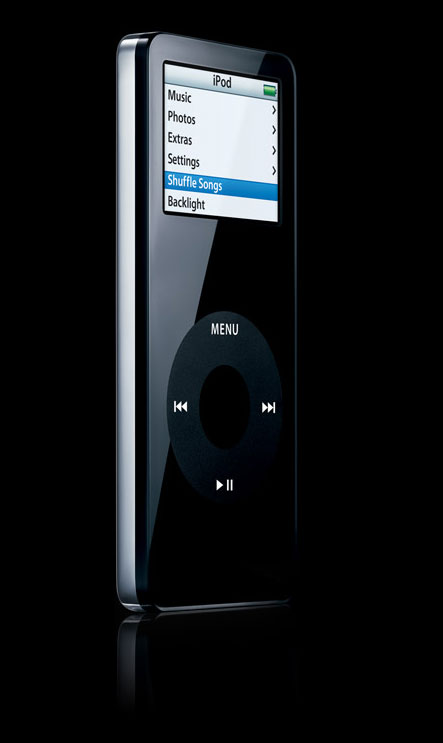 iPod
Music
Photos
Extras
Settings
Shuffle Songs
Backlight
MENU